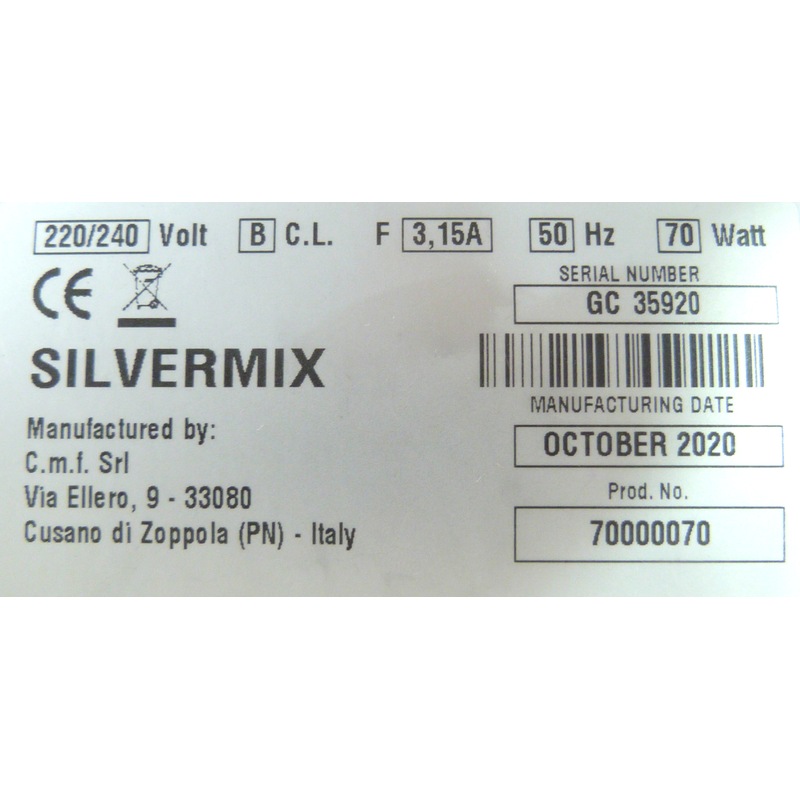 220/240 Volt B C.L. F 3,15A 50 Hz 70 Watt
CE
SILVERMIX
Manufactured by:
C.m.f. Srl
Via Ellero, 9 - 33080
Cusano di Zoppola (PN) - Italy
SERIAL NUMBER
GC 35920
MANUFACTURING DATE
OCTOBER 2020
Prod. No.
70000070